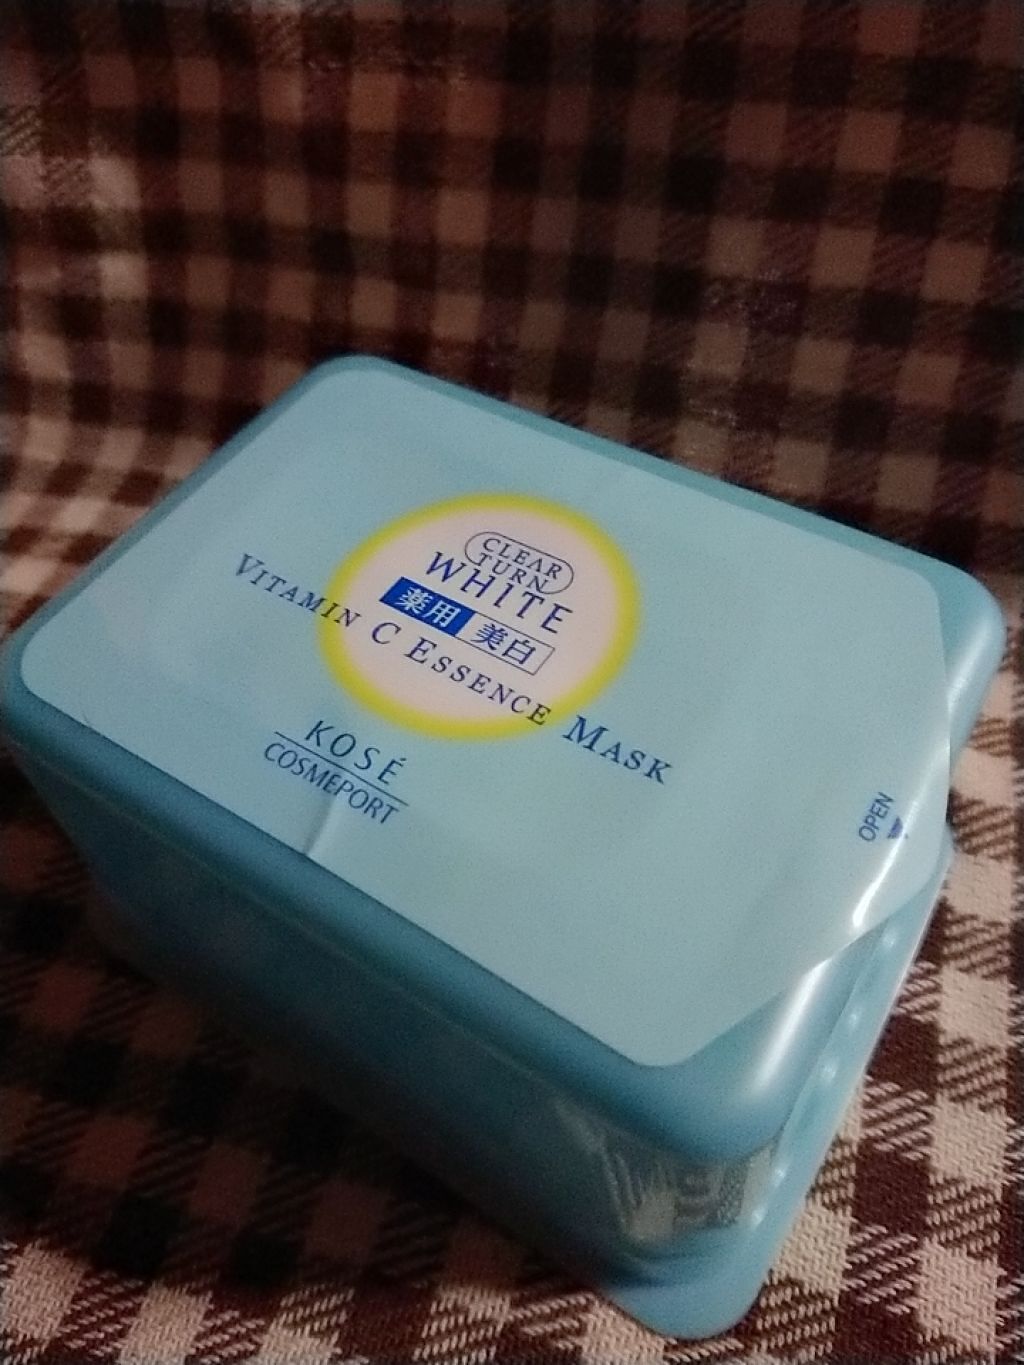 CLEAR
TURN
WHITE
薬用 美白
VITAMIN C ESSENCE MASK
KOSÉ
COSMEPORT
OPEN